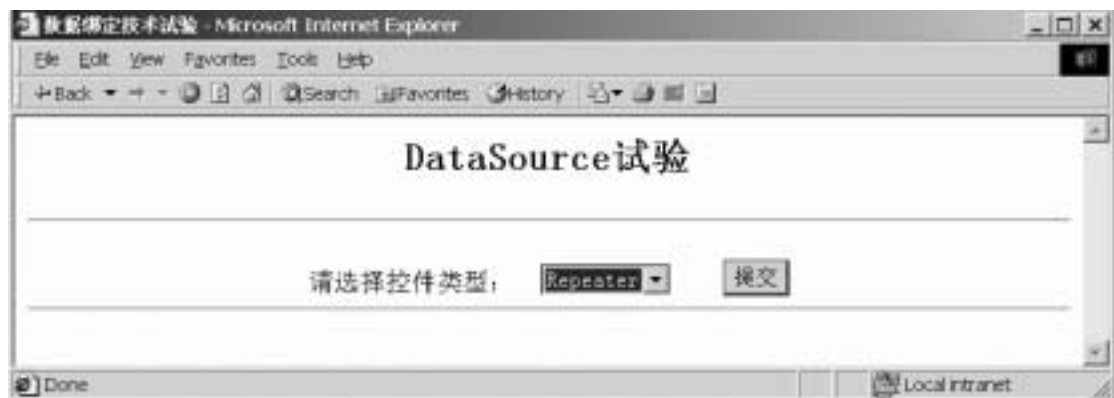 数据绑定技术试验 - Microsoft Internet Explorer
File Edit View Favorites Tools Help
Back Search Favorites History
DataSource试验
请选择控件类型： Repeater 提交
Done Local intranet